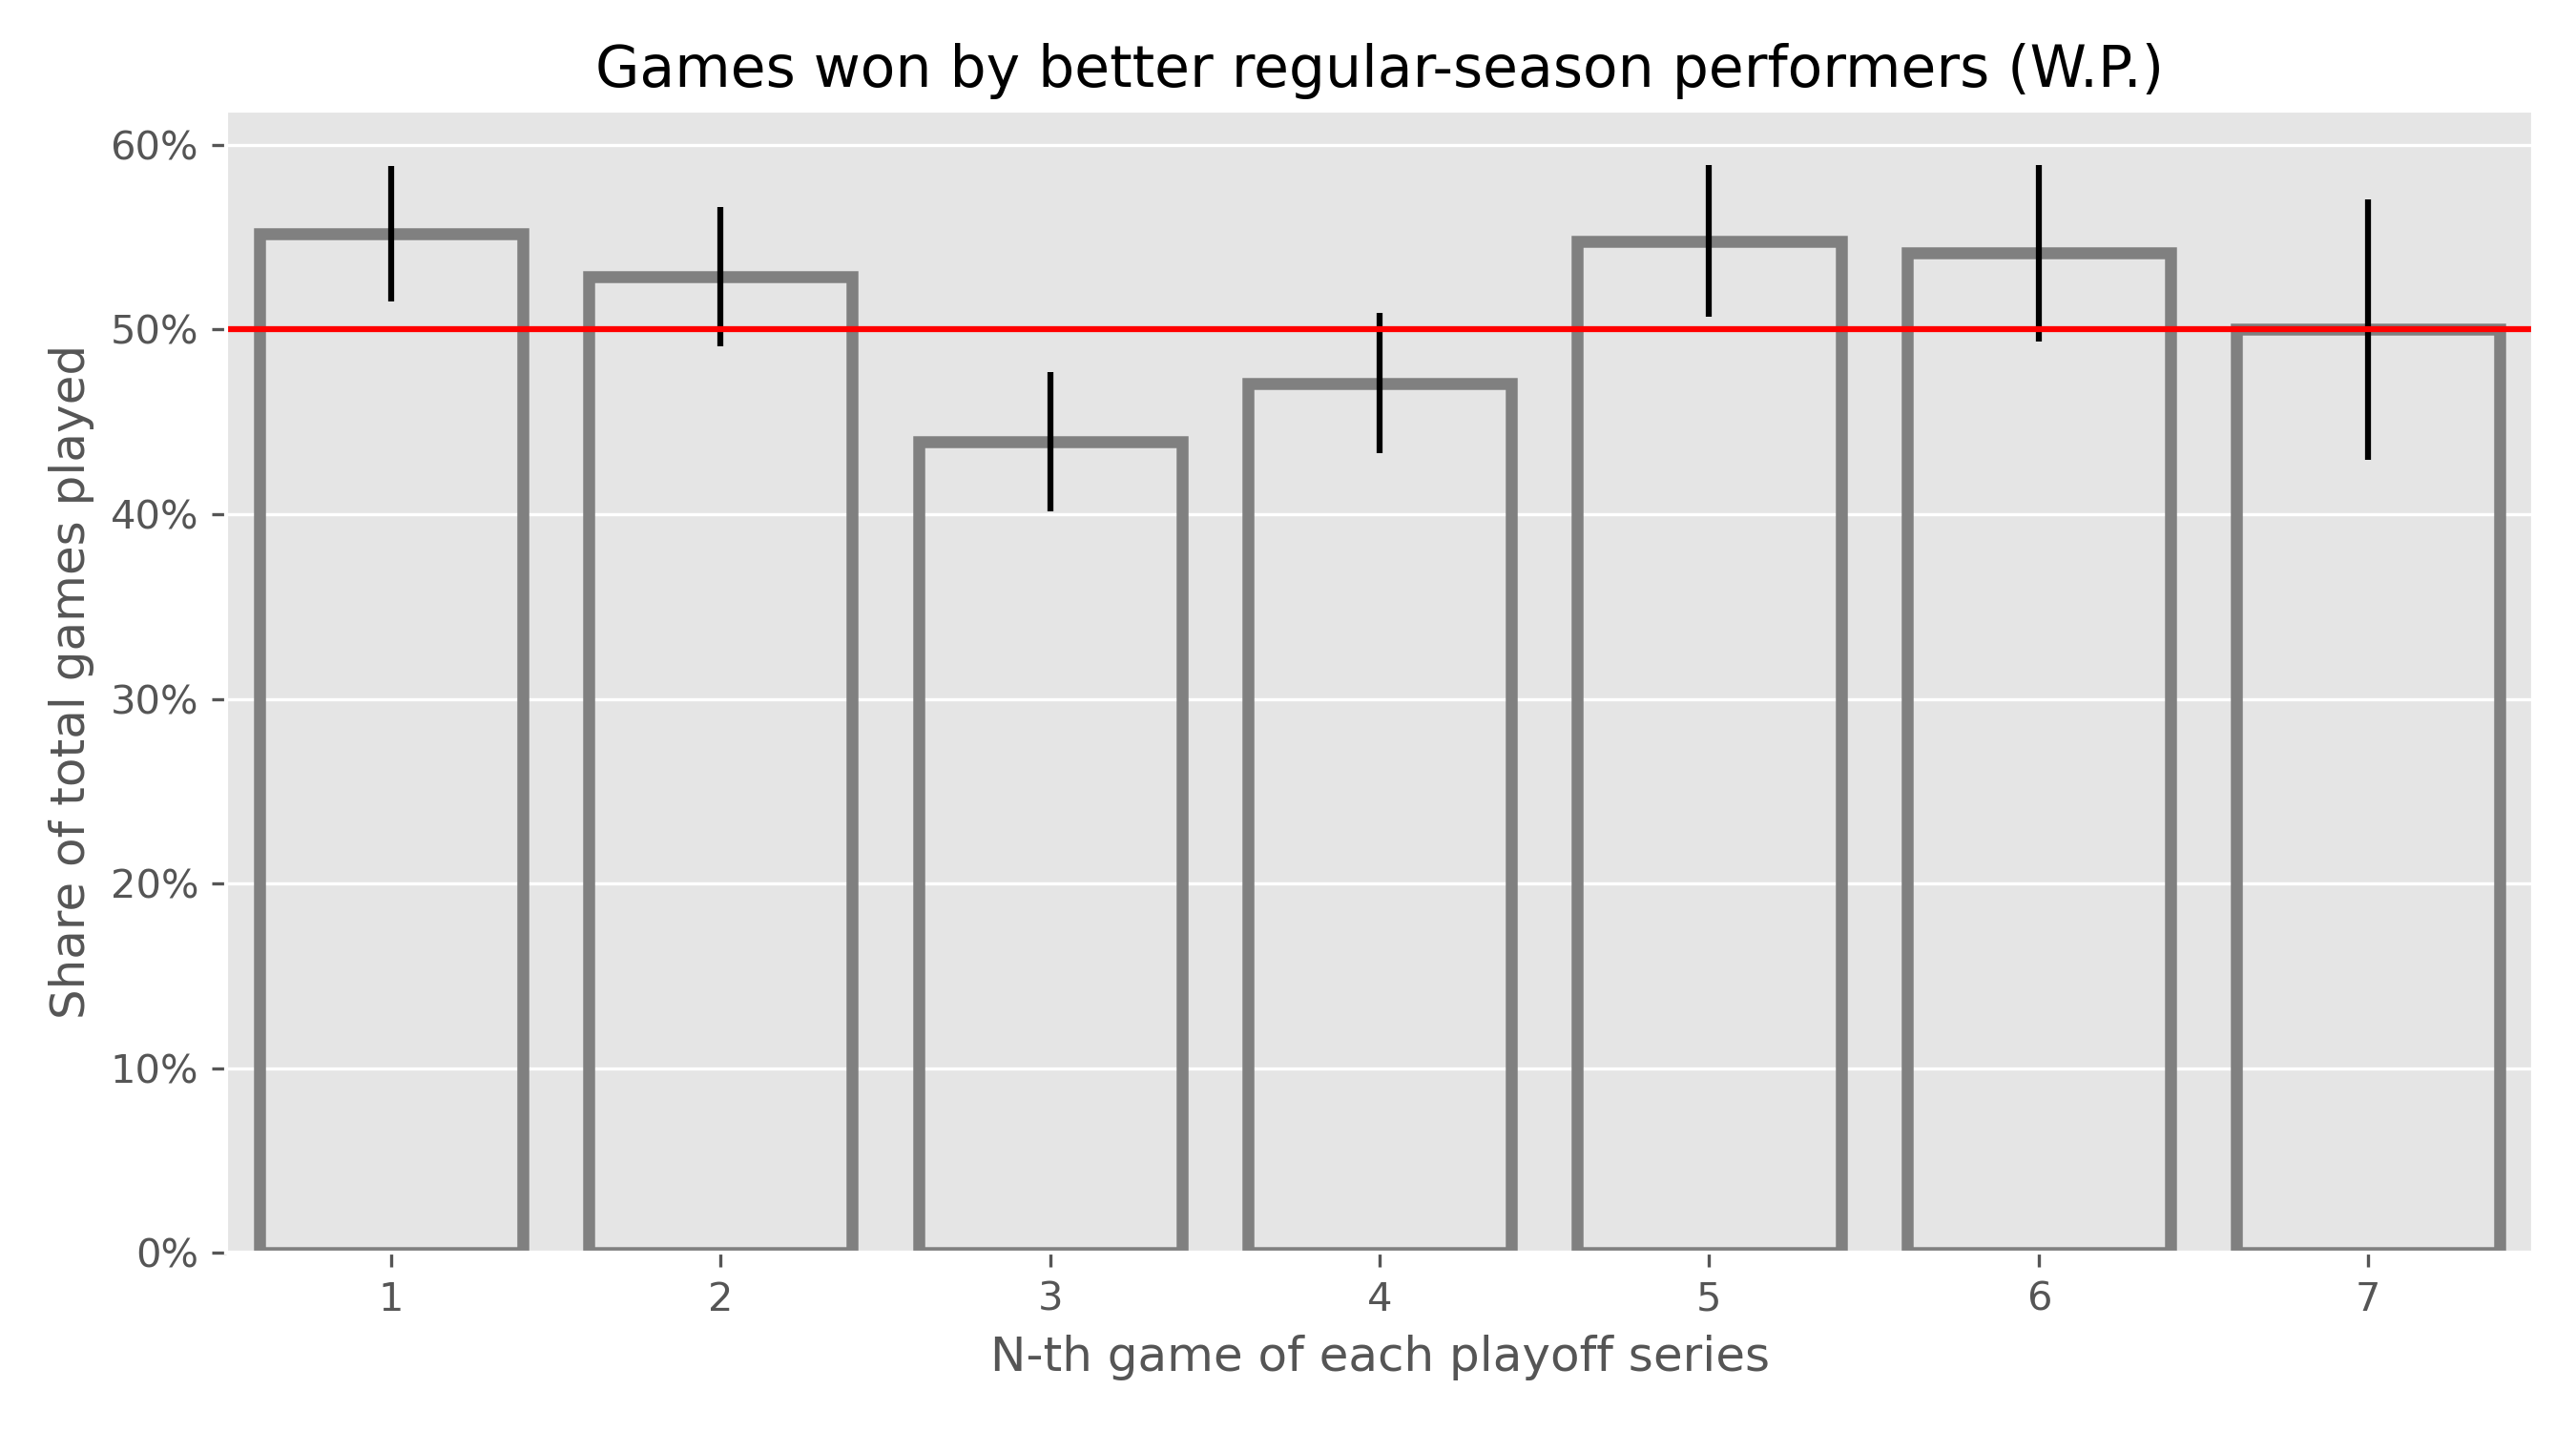 Games won by better regular-season performers (W.P.)
Share of total games played
60%
50%
40%
30%
20%
10%
0%
1 2 3 4 5 6 7
N-th game of each playoff series